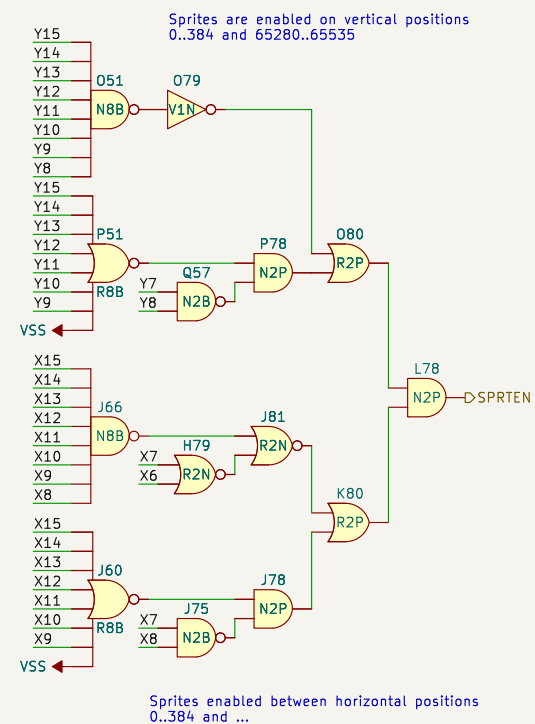 Sprites are enabled on vertical positions
0..384 and 65280..65535
Y15
Y14
Y13
Y12
Y11
Y10
Y9
Y8
O51
N8B
O79
V1N
Y15
Y14
Y13
Y12
Y11
Y10
Y9
VSS
P51
R8B
Y7
Y8
Q57
N2B
P78
N2P
O80
R2P
L78
N2P
SPRTEN
X15
X14
X13
X12
X11
X10
X9
X8
J66
N8B
X7
X6
H79
R2N
J81
R2N
K80
R2P
X15
X14
X13
X12
X11
X10
X9
VSS
J60
R8B
X7
X8
J75
N2B
J78
N2P
Sprites enabled between horizontal positions
0..384 and ...